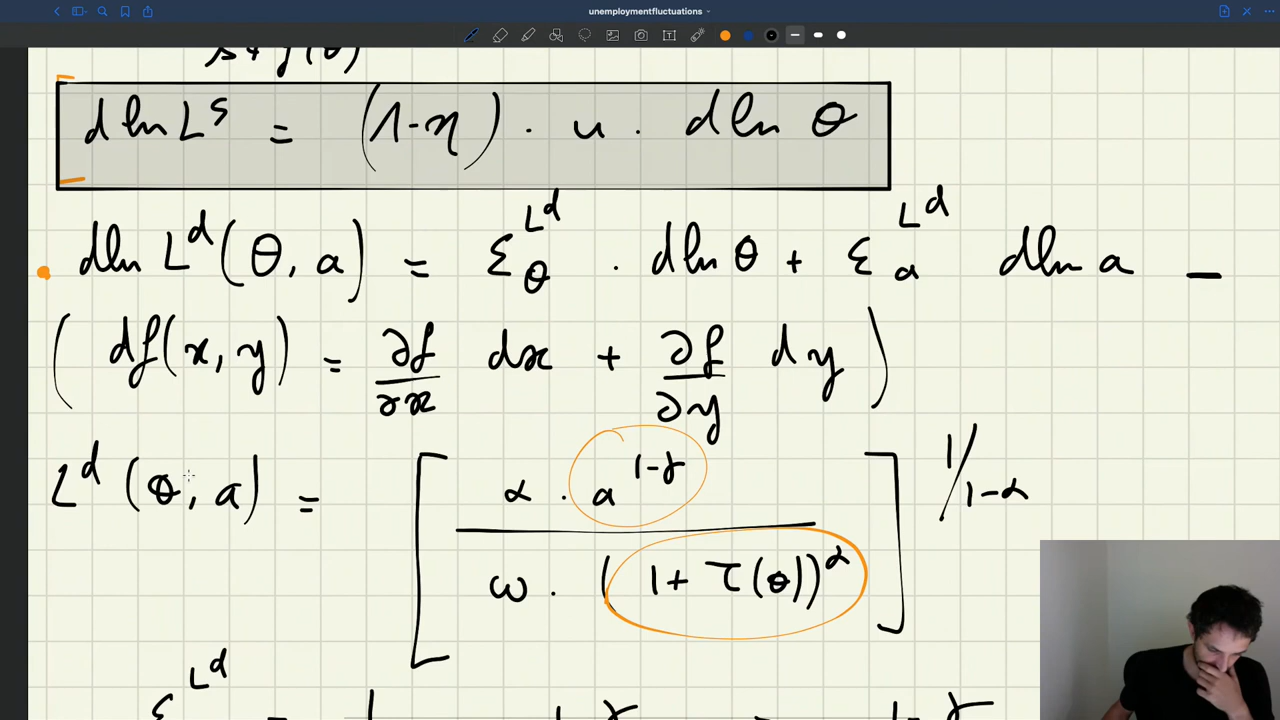 unemploymentfluctuations
s + f(θ)
d ln L^s = (1-η) · u · d ln θ
• d ln L^d (θ, a) = ε_θ^{L^d} · d ln θ + ε_a^{L^d} d ln a
( df(x, y) = ∂f/∂x dx + ∂f/∂y dy )
L^d (θ, a) = [ α · a^{1-γ} / ω · (1 + τ(θ))^α ]^{1/1-α}